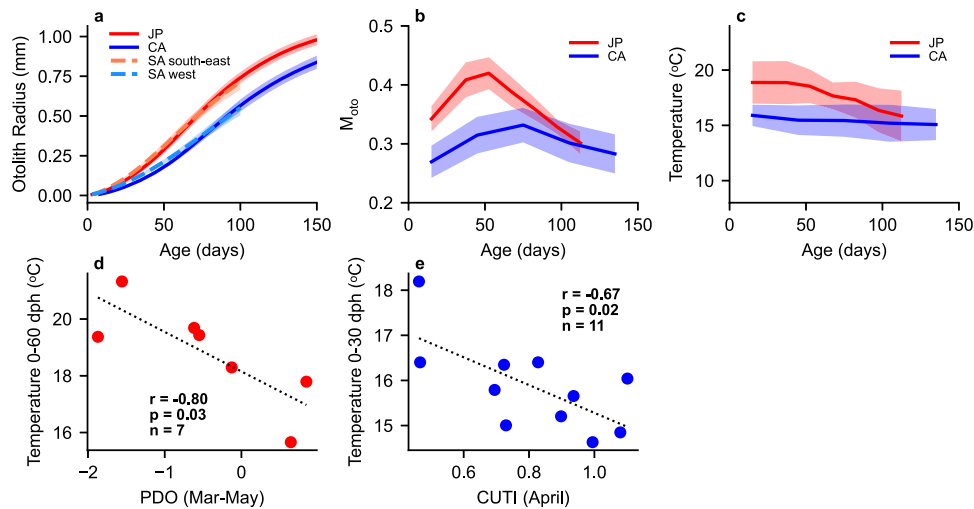 a
Otolith Radius (mm)
1.00
0.75
0.50
0.25
0.00
JP
CA
SA south-east
SA west
0
50
100
150
Age (days)
b
M_oto
0.4
0.3
0.2
JP
CA
0
50
100
150
Age (days)
c
Temperature (oC)
20
15
10
JP
CA
0
50
100
150
Age (days)
d
Temperature 0-60 dph (oC)
20
18
16
r = -0.80
p = 0.03
n = 7
−2
−1
0
PDO (Mar-May)
e
Temperature 0-30 dph (oC)
18
17
16
15
r = -0.67
p = 0.02
n = 11
0.6
0.8
1.0
CUTI (April)